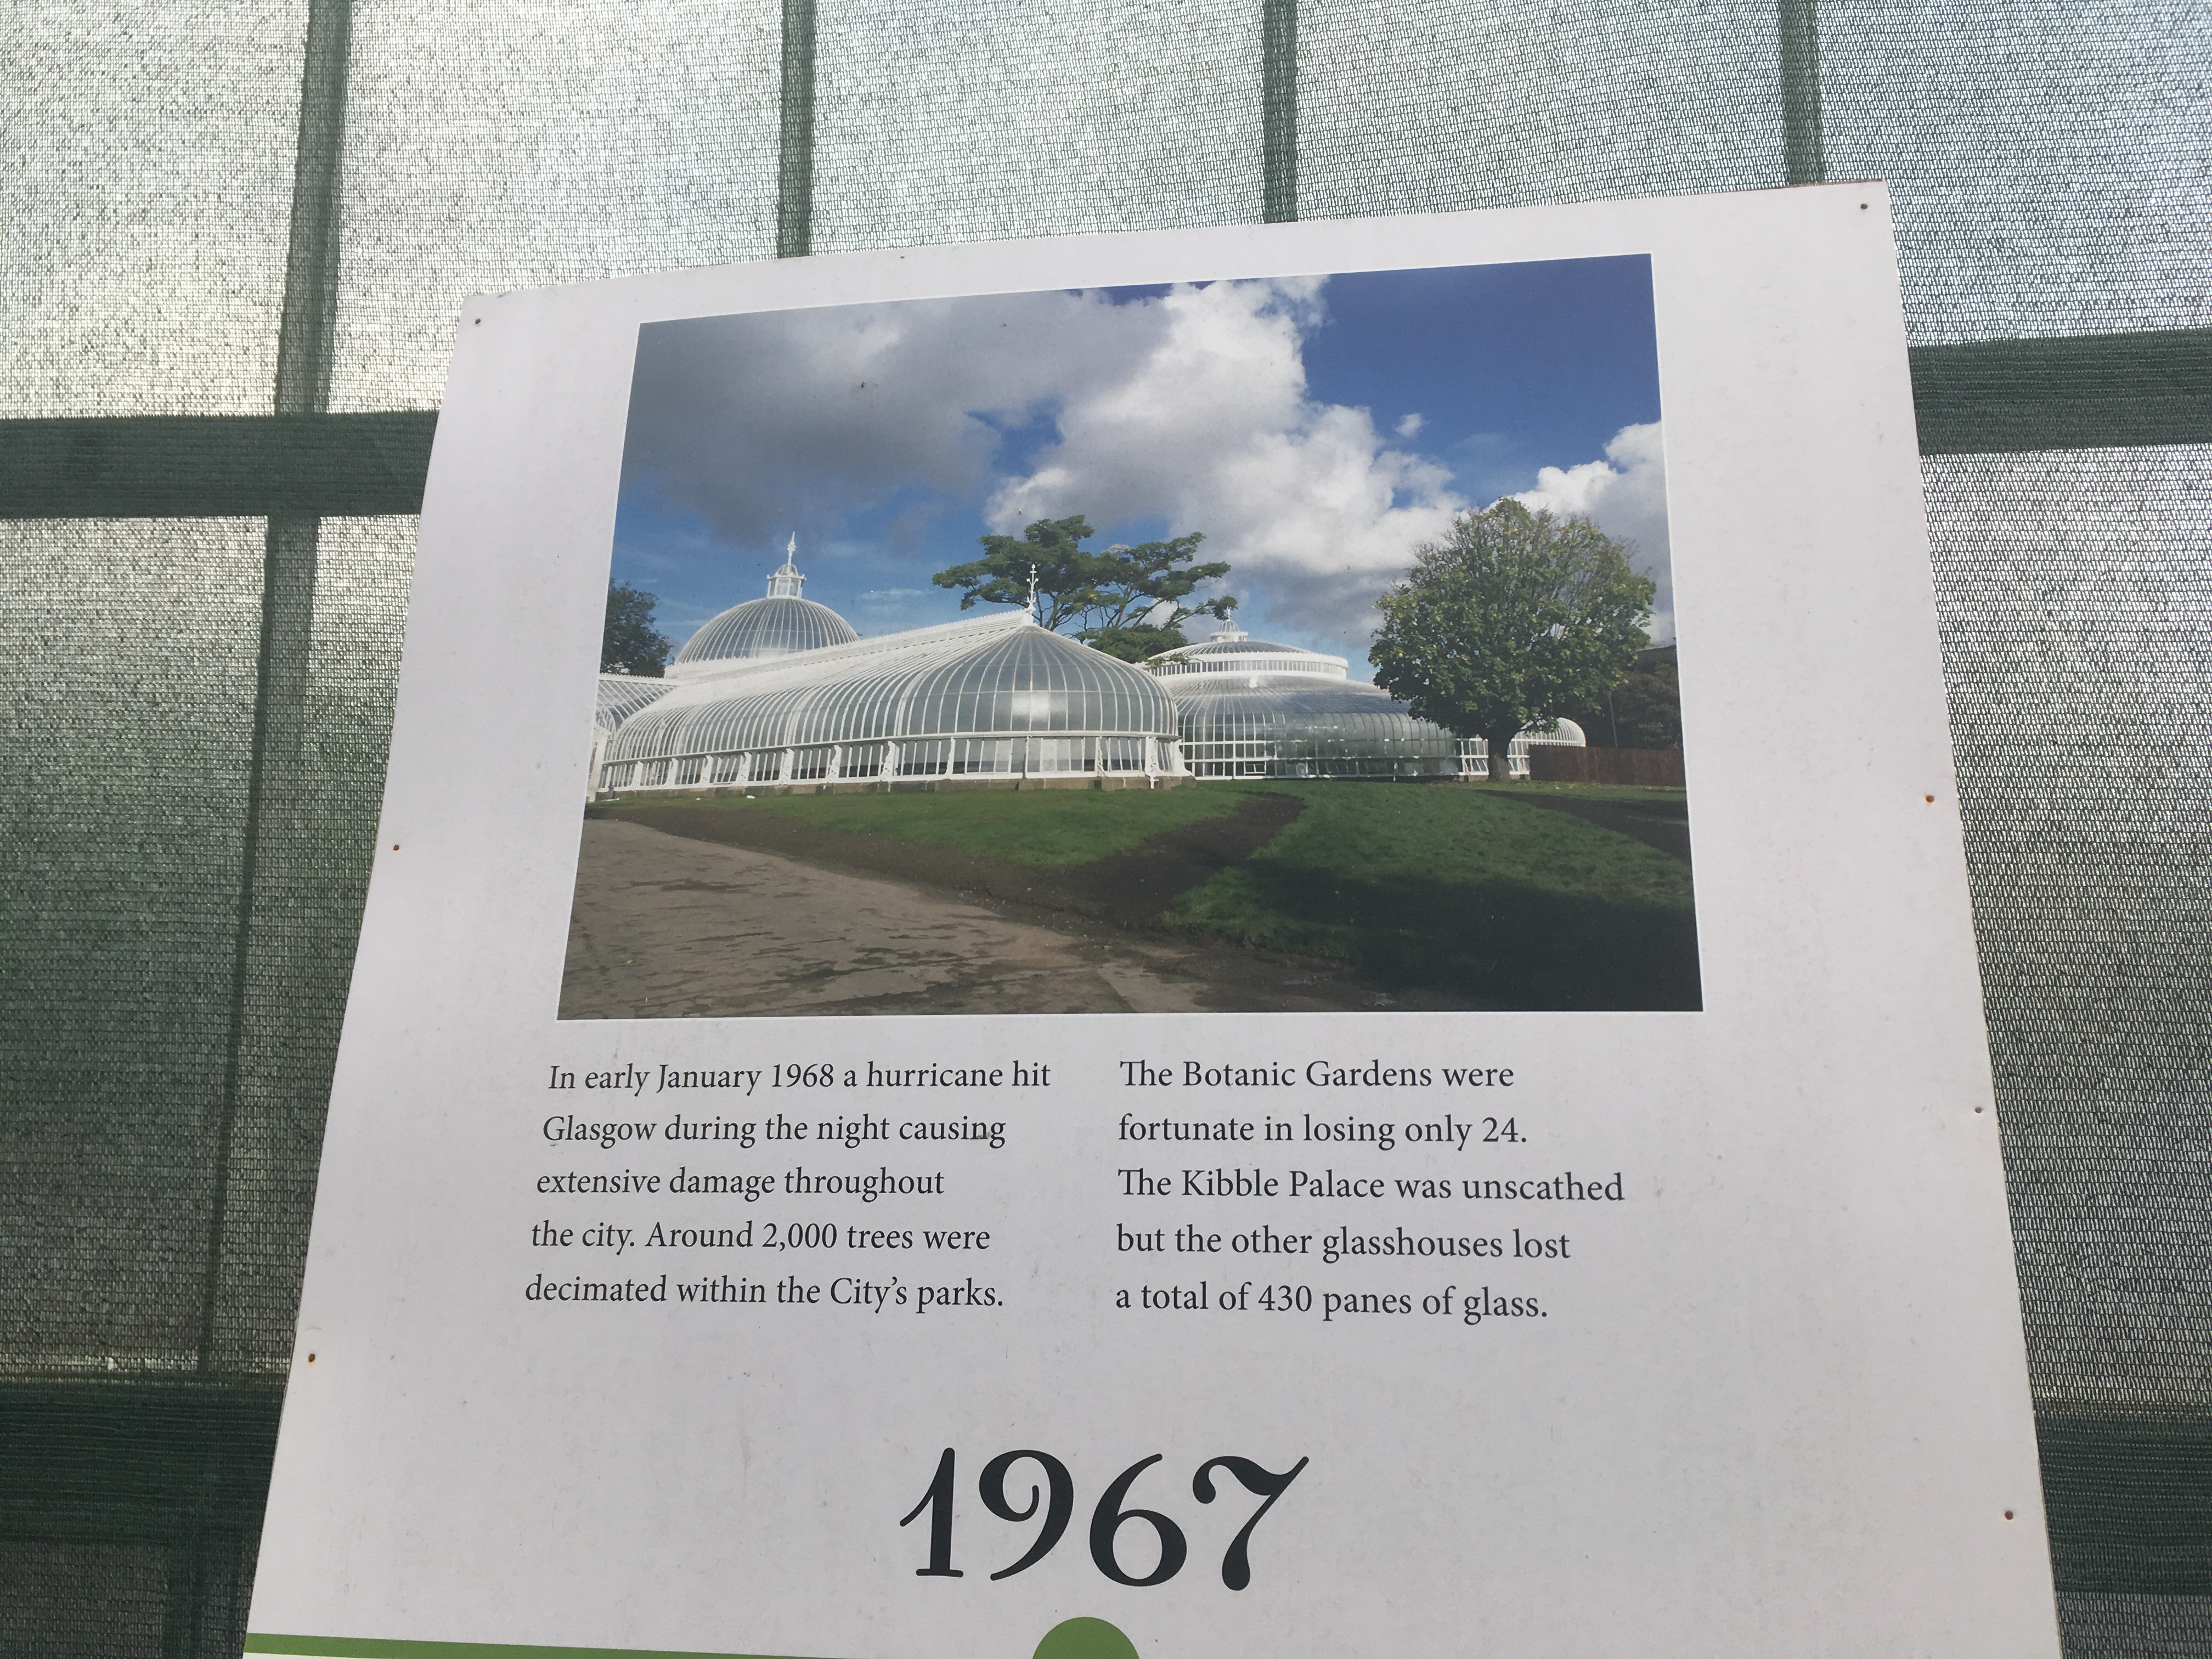 In early January 1968 a hurricane hit
Glasgow during the night causing
extensive damage throughout
the city. Around 2,000 trees were
decimated within the City’s parks.
The Botanic Gardens were
fortunate in losing only 24.
The Kibble Palace was unscathed
but the other glasshouses lost
a total of 430 panes of glass.
1967